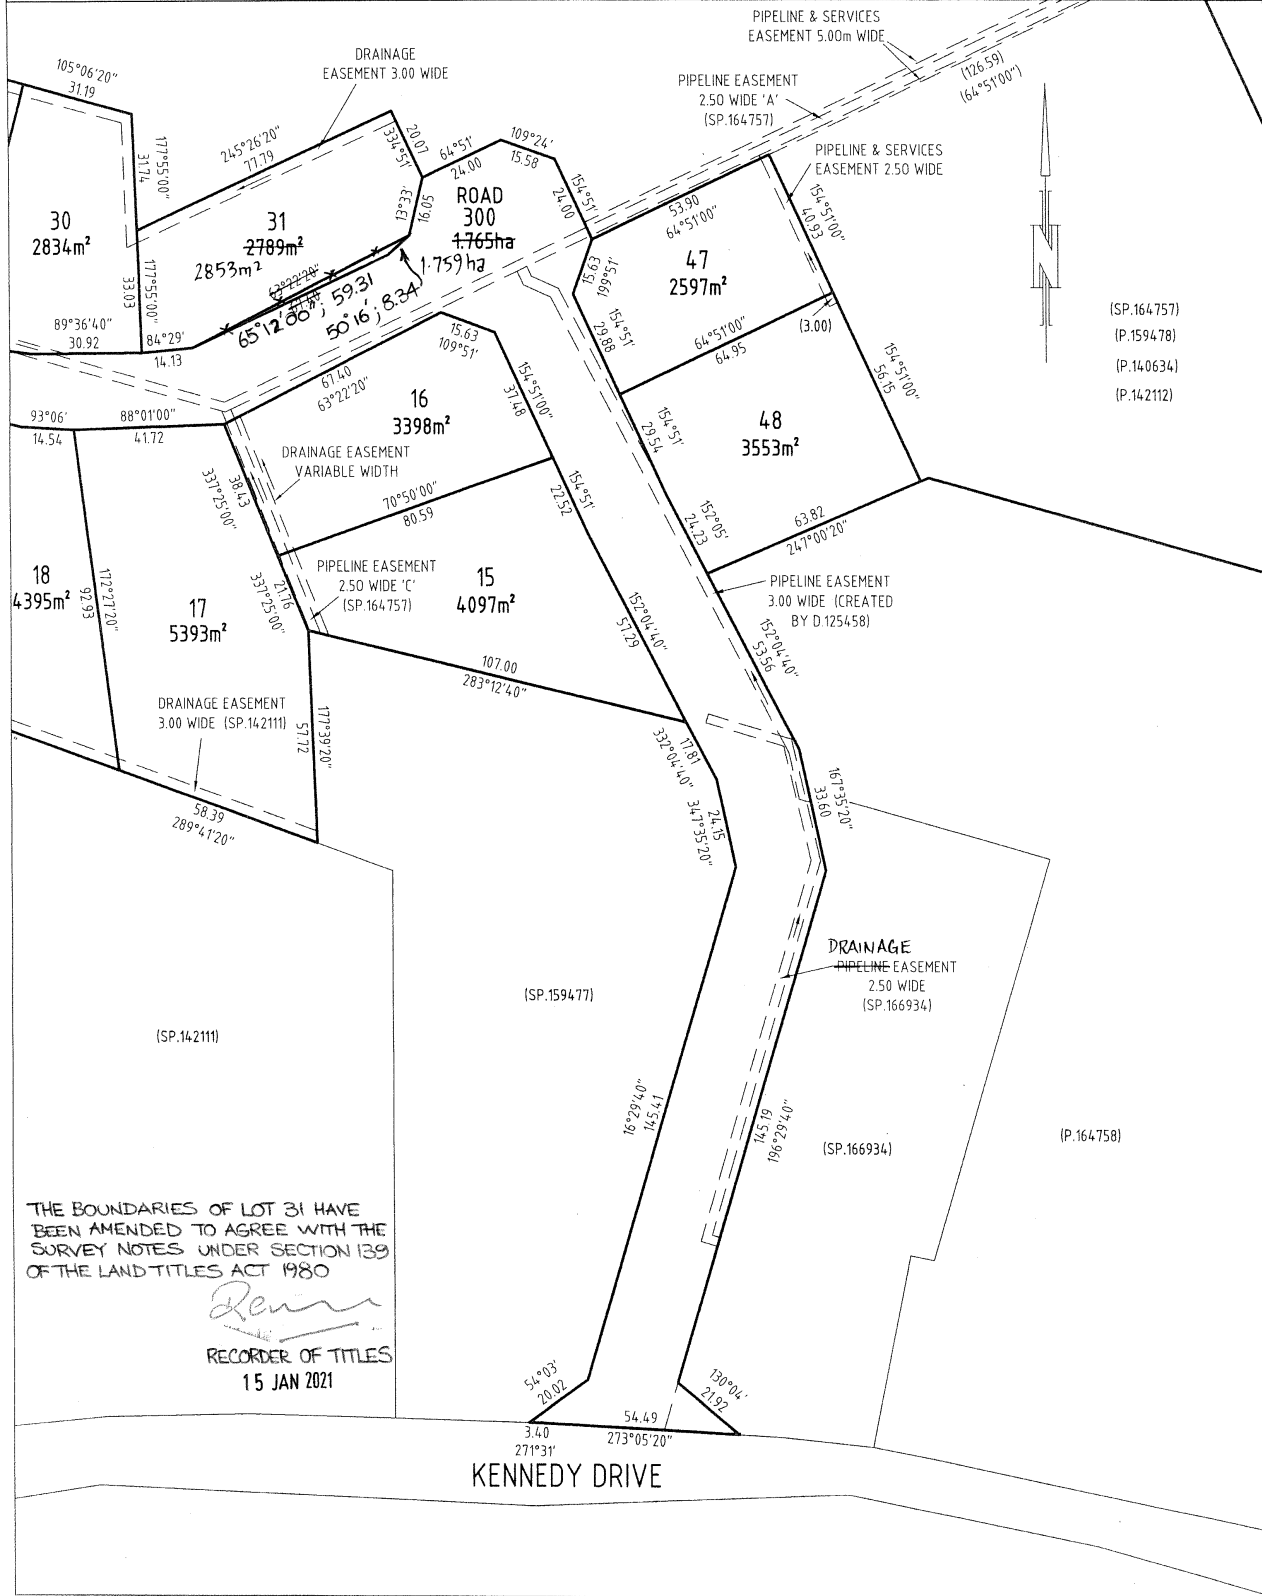 PIPELINE & SERVICES
EASEMENT 5.00m WIDE
DRAINAGE
EASEMENT 3.00 WIDE
(126.59)
(64°51'00")
105°06'20"
31.19
PIPELINE EASEMENT
2.50 WIDE 'A'
(SP.164757)
245°26'20"
77.79
20.07
334°51'
64°51'
24.00
109°24'
15.58
PIPELINE & SERVICES
EASEMENT 2.50 WIDE
177°55'00"
31.74
154°51'
24.00
154°51'00"
40.93
13°33'
16.05
ROAD
300
1.765ha
1.759ha
53.90
64°51'00"
30
2834m²
31
2789m²
2853m²
47
2597m²
N
177°55'00"
33.03
63°22'20"
65°12'00"; 59.31
50°16'; 8.34
15.63
199°51'
(3.00)
(SP.164757)
(P.159478)
(P.140634)
(P.142112)
89°36'40"
30.92
84°29'
14.13
15.63
109°51'
154°51'
29.88
64°51'00"
64.95
154°51'00"
56.15
67.40
63°22'20"
154°51'00"
37.48
16
3398m²
48
3553m²
93°06'
14.54
88°01'00"
41.72
154°51'
29.54
DRAINAGE EASEMENT
VARIABLE WIDTH
38.43
337°25'00"
70°50'00"
80.59
154°51'
22.52
152°05'
24.23
63.82
247°00'20"
18
4395m²
172°27'20"
92.93
17
5393m²
21.76
337°25'00"
PIPELINE EASEMENT
2.50 WIDE 'C'
(SP.164757)
15
4097m²
PIPELINE EASEMENT
3.00 WIDE (CREATED
BY D.125458)
152°04'40"
57.29
152°04'40"
53.56
107.00
283°12'40"
DRAINAGE EASEMENT
3.00 WIDE (SP.142111)
177°39'20"
57.72
17.81
332°04'40"
58.39
289°41'20"
24.15
347°35'20"
167°35'20"
33.60
DRAINAGE
PIPELINE EASEMENT
2.50 WIDE
(SP.166934)
(SP.159477)
(SP.142111)
16°29'40"
145.41
145.19
196°29'40"
(SP.166934)
(P.164758)
THE BOUNDARIES OF LOT 31 HAVE
BEEN AMENDED TO AGREE WITH THE
SURVEY NOTES UNDER SECTION 139
OF THE LAND TITLES ACT 1980
RECORDER OF TITLES
15 JAN 2021
54°03'
20.02
130°04'
21.92
3.40
271°31'
54.49
273°05'20"
KENNEDY DRIVE